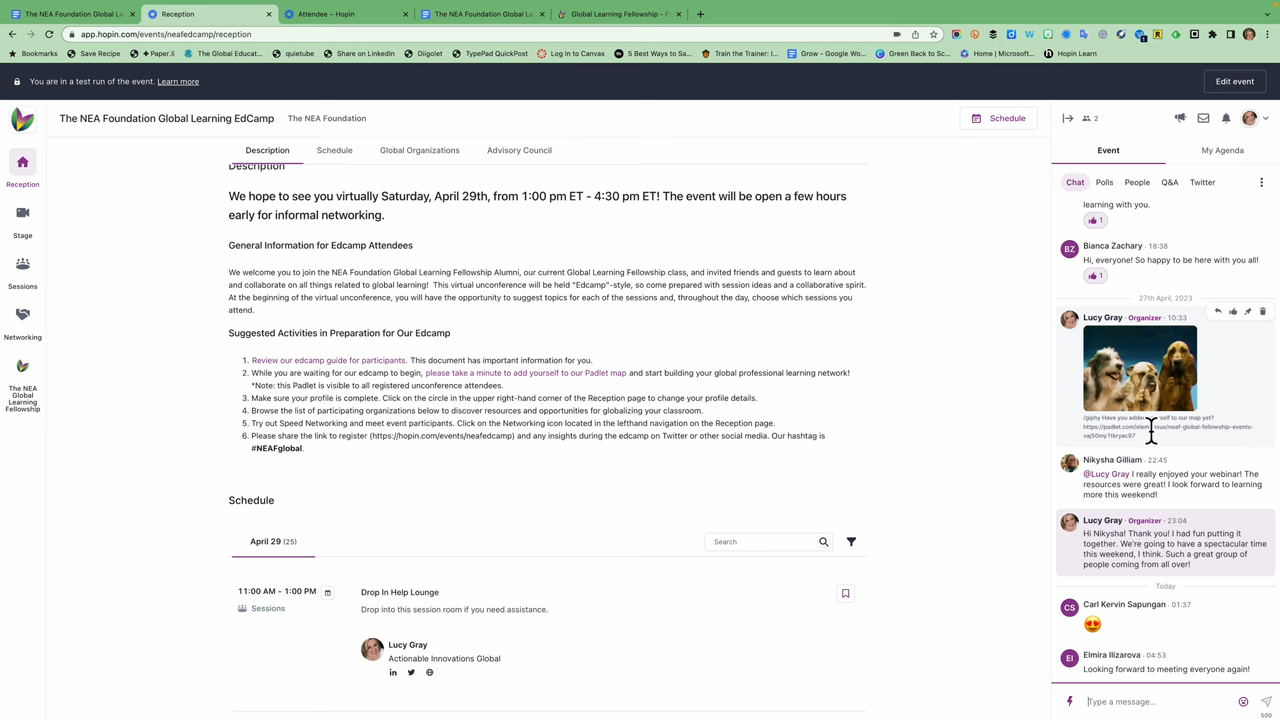 The NEA Foundation Global Le
Reception
Attendee – Hopin
The NEA Foundation Global Le
Global Learning Fellowship - F
app.hopin.com/events/neafedcamp/reception
Bookmarks
Save Recipe
+ Paper.li
The Global Educat...
quietube
Share on LinkedIn
Diigolet
TypePad QuickPost
Log In to Canvas
5 Best Ways to Sa...
Train the Trainer: I...
Grow - Google Wo...
Green Back to Sc...
Home | Microsoft...
Hopin Learn
You are in a test run of the event. Learn more
Edit event
The NEA Foundation Global Learning EdCamp
The NEA Foundation
Schedule
2
Description
Schedule
Global Organizations
Advisory Council
Event
My Agenda
Reception
Stage
Sessions
Networking
The NEA
Global
Learning
Fellowship
Description
We hope to see you virtually Saturday, April 29th, from 1:00 pm ET - 4:30 pm ET! The event will be open a few hours
early for informal networking.
General Information for Edcamp Attendees
We welcome you to join the NEA Foundation Global Learning Fellowship Alumni, our current Global Learning Fellowship class, and invited friends and guests to learn about
and collaborate on all things related to global learning! This virtual unconference will be held "Edcamp"-style, so come prepared with session ideas and a collaborative spirit.
At the beginning of the virtual unconference, you will have the opportunity to suggest topics for each of the sessions and, throughout the day, choose which sessions you
attend.
Suggested Activities in Preparation for Our Edcamp
1. Review our edcamp guide for participants. This document has important information for you.
2. While you are waiting for our edcamp to begin, please take a minute to add yourself to our Padlet map and start building your global professional learning network!
*Note: this Padlet is visible to all registered unconference attendees.
3. Make sure your profile is complete. Click on the circle in the upper right-hand corner of the Reception page to change your profile details.
4. Browse the list of participating organizations below to discover resources and opportunities for globalizing your classroom.
5. Try out Speed Networking and meet event participants. Click on the Networking icon located in the lefthand navigation on the Reception page.
6. Please share the link to register (https://hopin.com/events/neafedcamp) and any insights during the edcamp on Twitter or other social media. Our hashtag is
#NEAFglobal.
Schedule
April 29 (25)
Search
11:00 AM - 1:00 PM
Sessions
Drop In Help Lounge
Drop into this session room if you need assistance.
Lucy Gray
Actionable Innovations Global
Chat
Polls
People
Q&A
Twitter
learning with you.
1
BZ
Bianca Zachary · 18:38
Hi, everyone! So happy to be here with you all!
1
27th April, 2023
Lucy Gray · Organizer · 10:33
/giphy Have you added self to our map yet?
vaj50my1tkryac97
Nikysha Gilliam · 22:45
@Lucy Gray I really enjoyed your webinar! The
resources were great! I look forward to learning
more this weekend!
Lucy Gray · Organizer · 23:04
Hi Nikysha! Thank you! I had fun putting it
together. We're going to have a spectacular time
this weekend, I think. Such a great group of
people coming from all over!
Today
CS
Carl Kervin Sapungan · 01:37
EI
Elmira Ilizarova · 04:53
Looking forward to meeting everyone again!
Type a message...
500